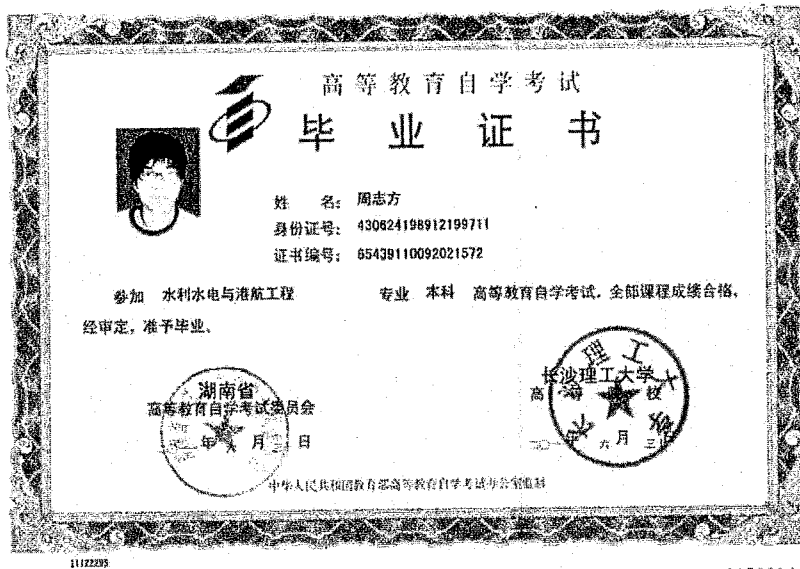 高等教育自学考试
毕业证书
姓 名: 周志方
身份证号: 430624198912199711
证书编号: 65439110092021572
参加 水利水电与港航工程 专业 本科 高等教育自学考试,全部课程成绩合格,
经审定,准予毕业。
湖南省
高等教育自学考试委员会
年 六 月 日
长沙理工大学
高 校
年 六 月 三 日
中华人民共和国教育部高等教育自学考试办公室监制
11122295